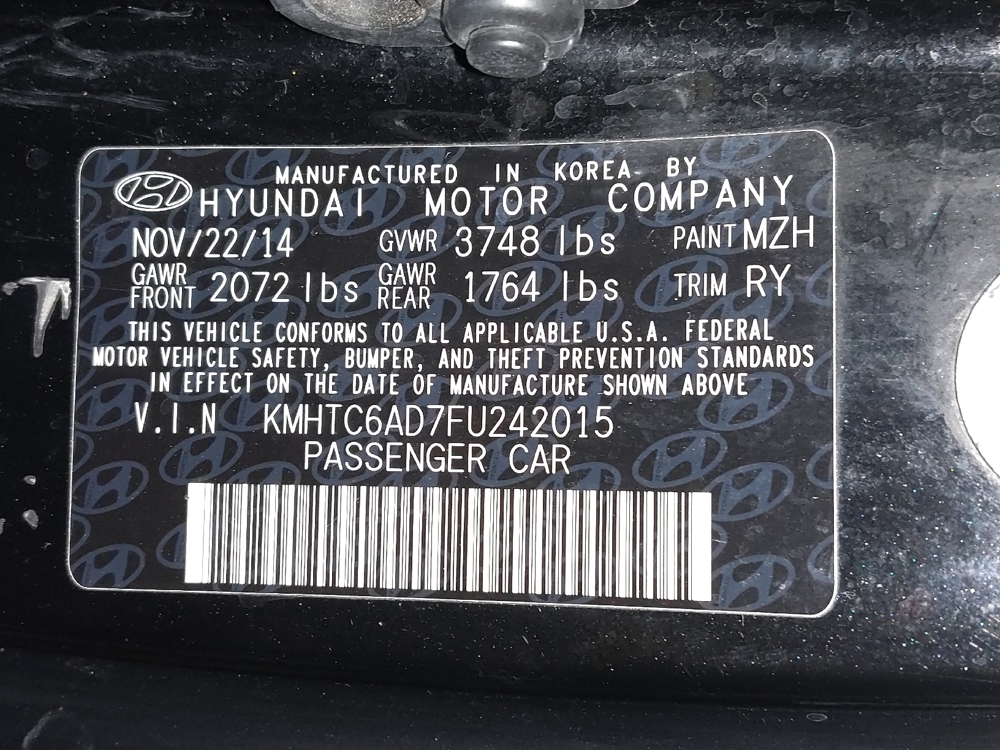 MANUFACTURED IN KOREA BY
HYUNDAI MOTOR COMPANY
NOV/22/14 GVWR 3748 lbs PAINT MZH
GAWR FRONT 2072 lbs GAWR REAR 1764 lbs TRIM RY
THIS VEHICLE CONFORMS TO ALL APPLICABLE U.S.A. FEDERAL
MOTOR VEHICLE SAFETY, BUMPER, AND THEFT PREVENTION STANDARDS
IN EFFECT ON THE DATE OF MANUFACTURE SHOWN ABOVE
V.I.N KMHTC6AD7FU242015
PASSENGER CAR